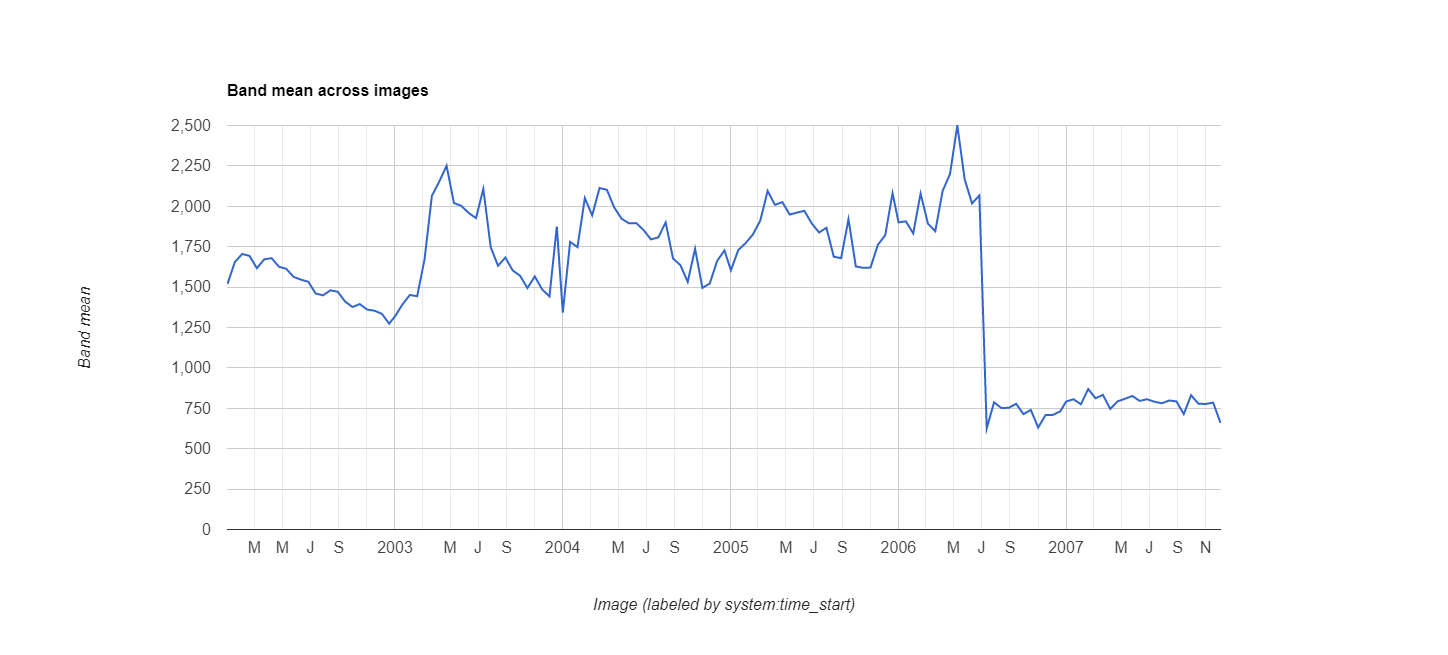 Band mean across images
2,500
2,250
2,000
1,750
1,500
1,250
1,000
750
500
250
0
Band mean
M M J S 2003 M J S 2004 M J S 2005 M J S 2006 M J S 2007 M J S N
Image (labeled by system:time_start)